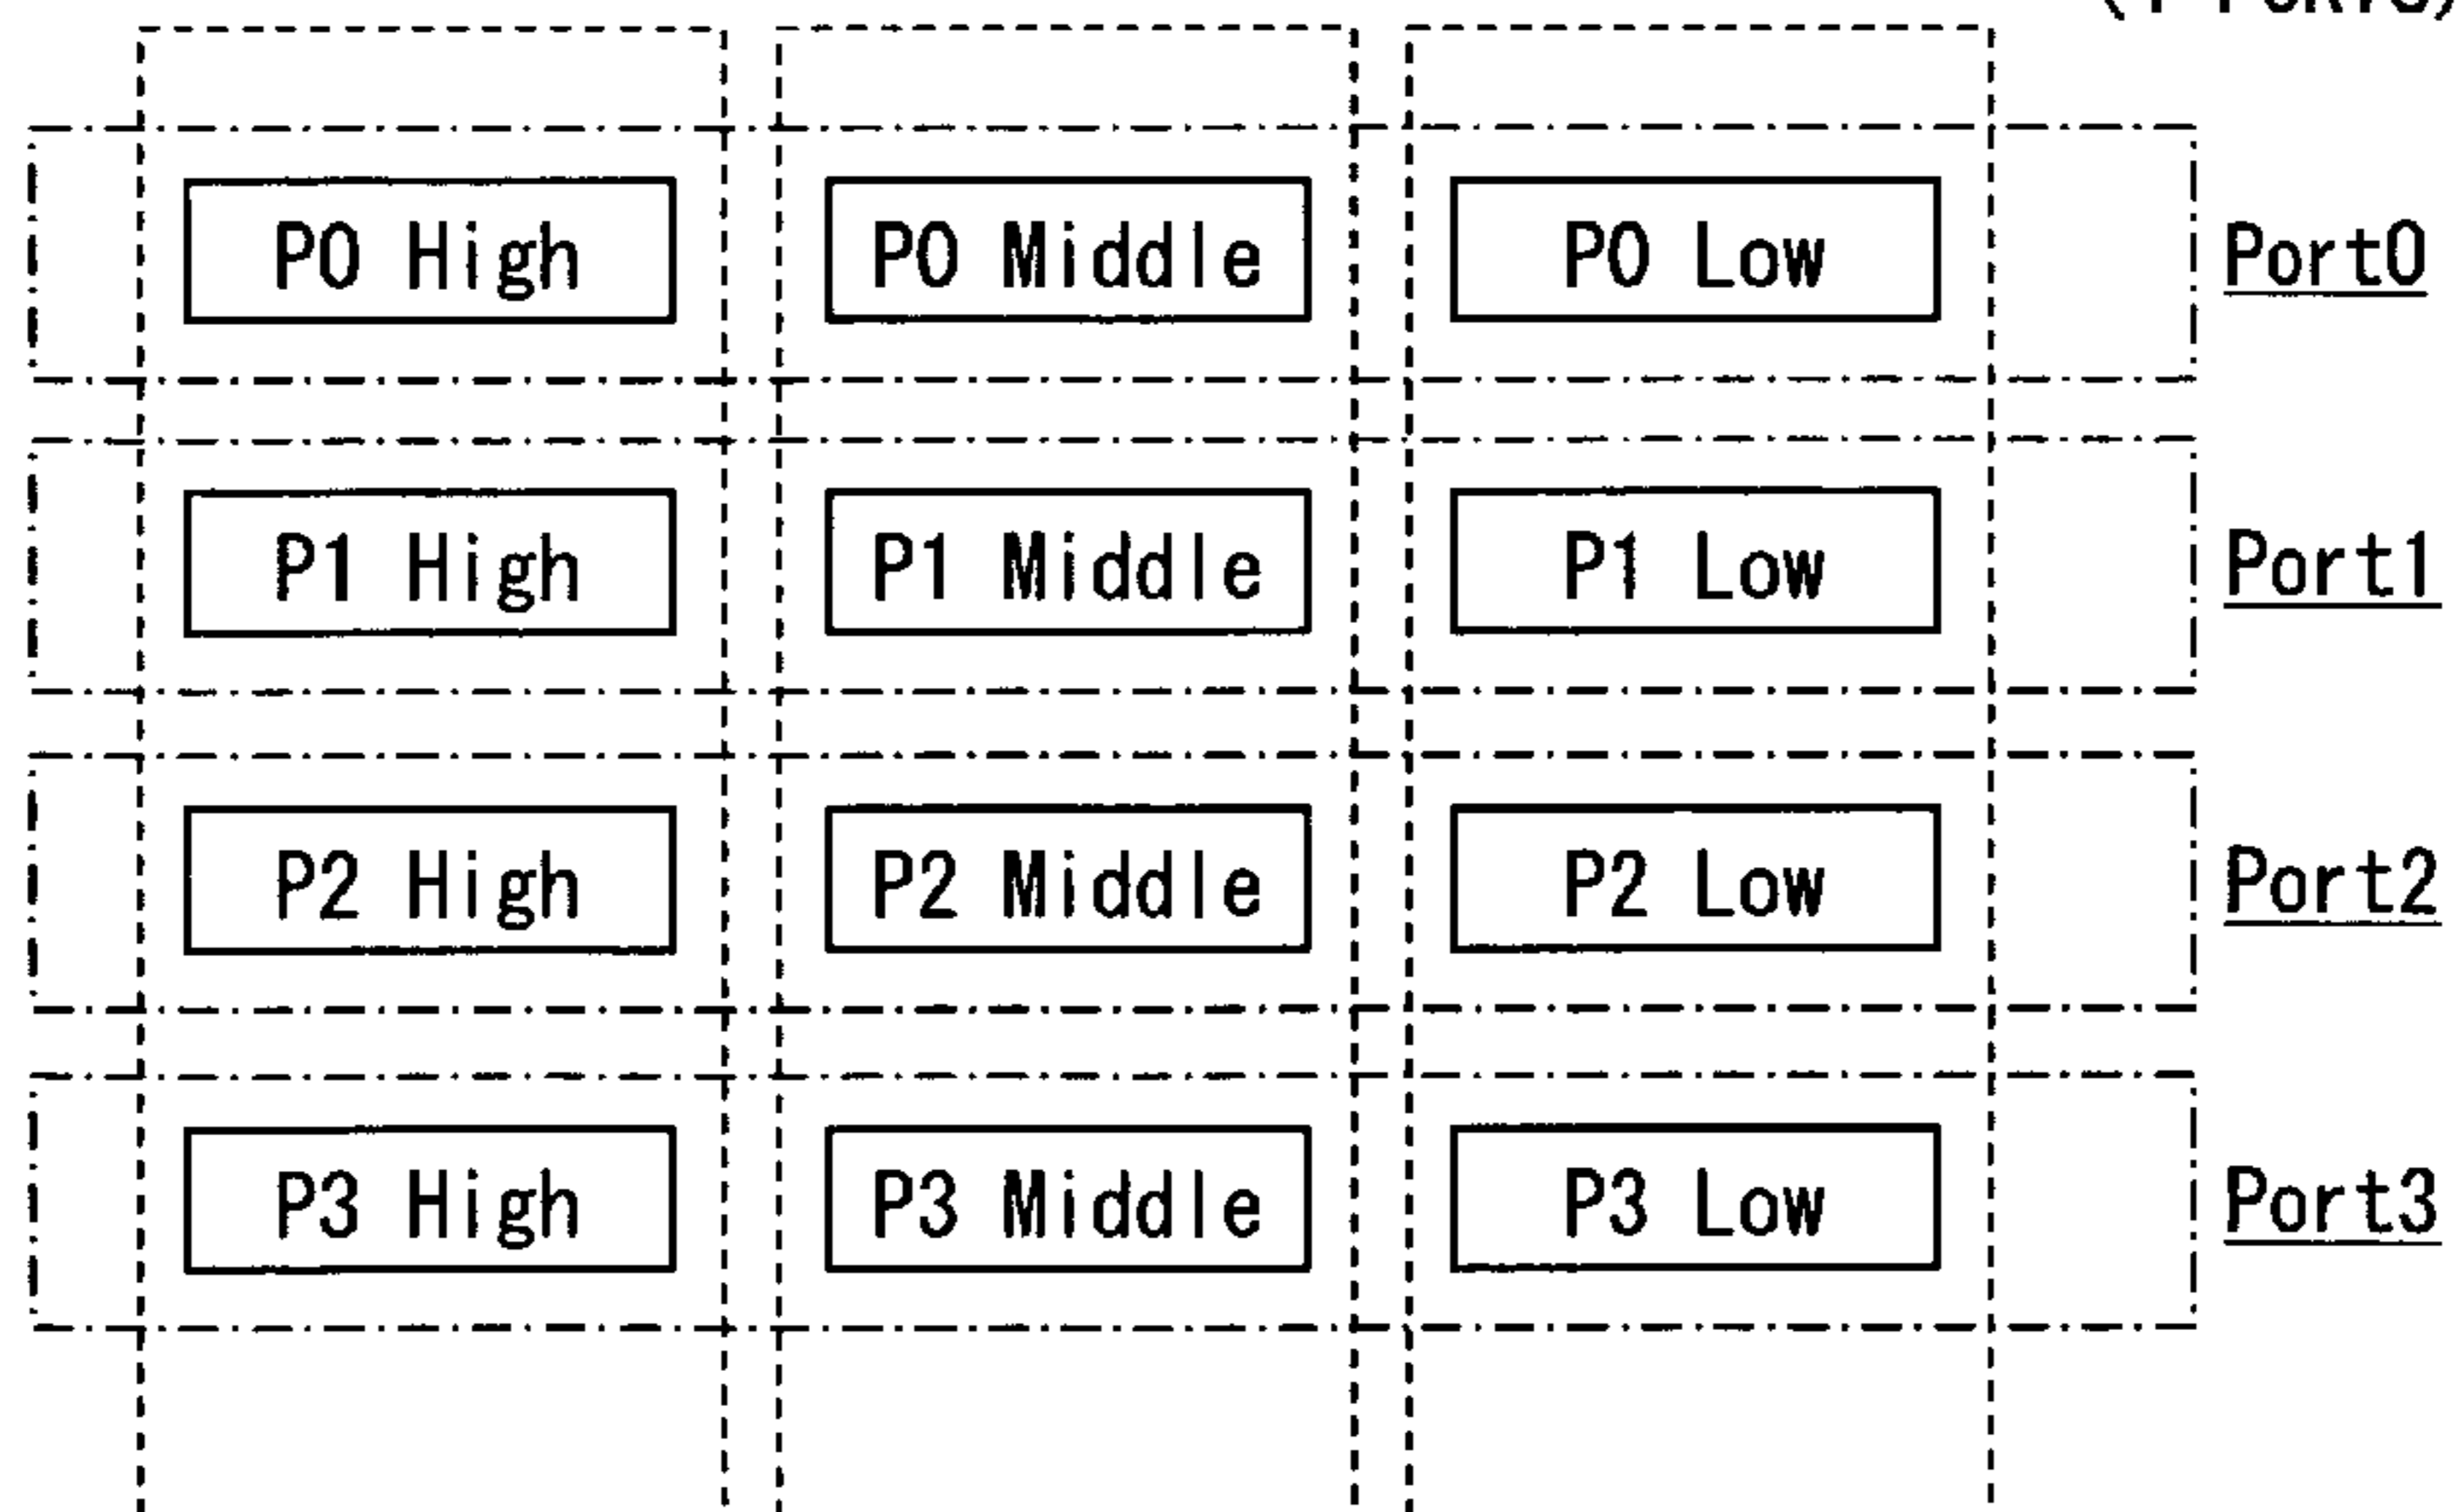 P0 High P0 Middle P0 Low Port0
P1 High P1 Middle P1 Low Port1
P2 High P2 Middle P2 Low Port2
P3 High P3 Middle P3 Low Port3